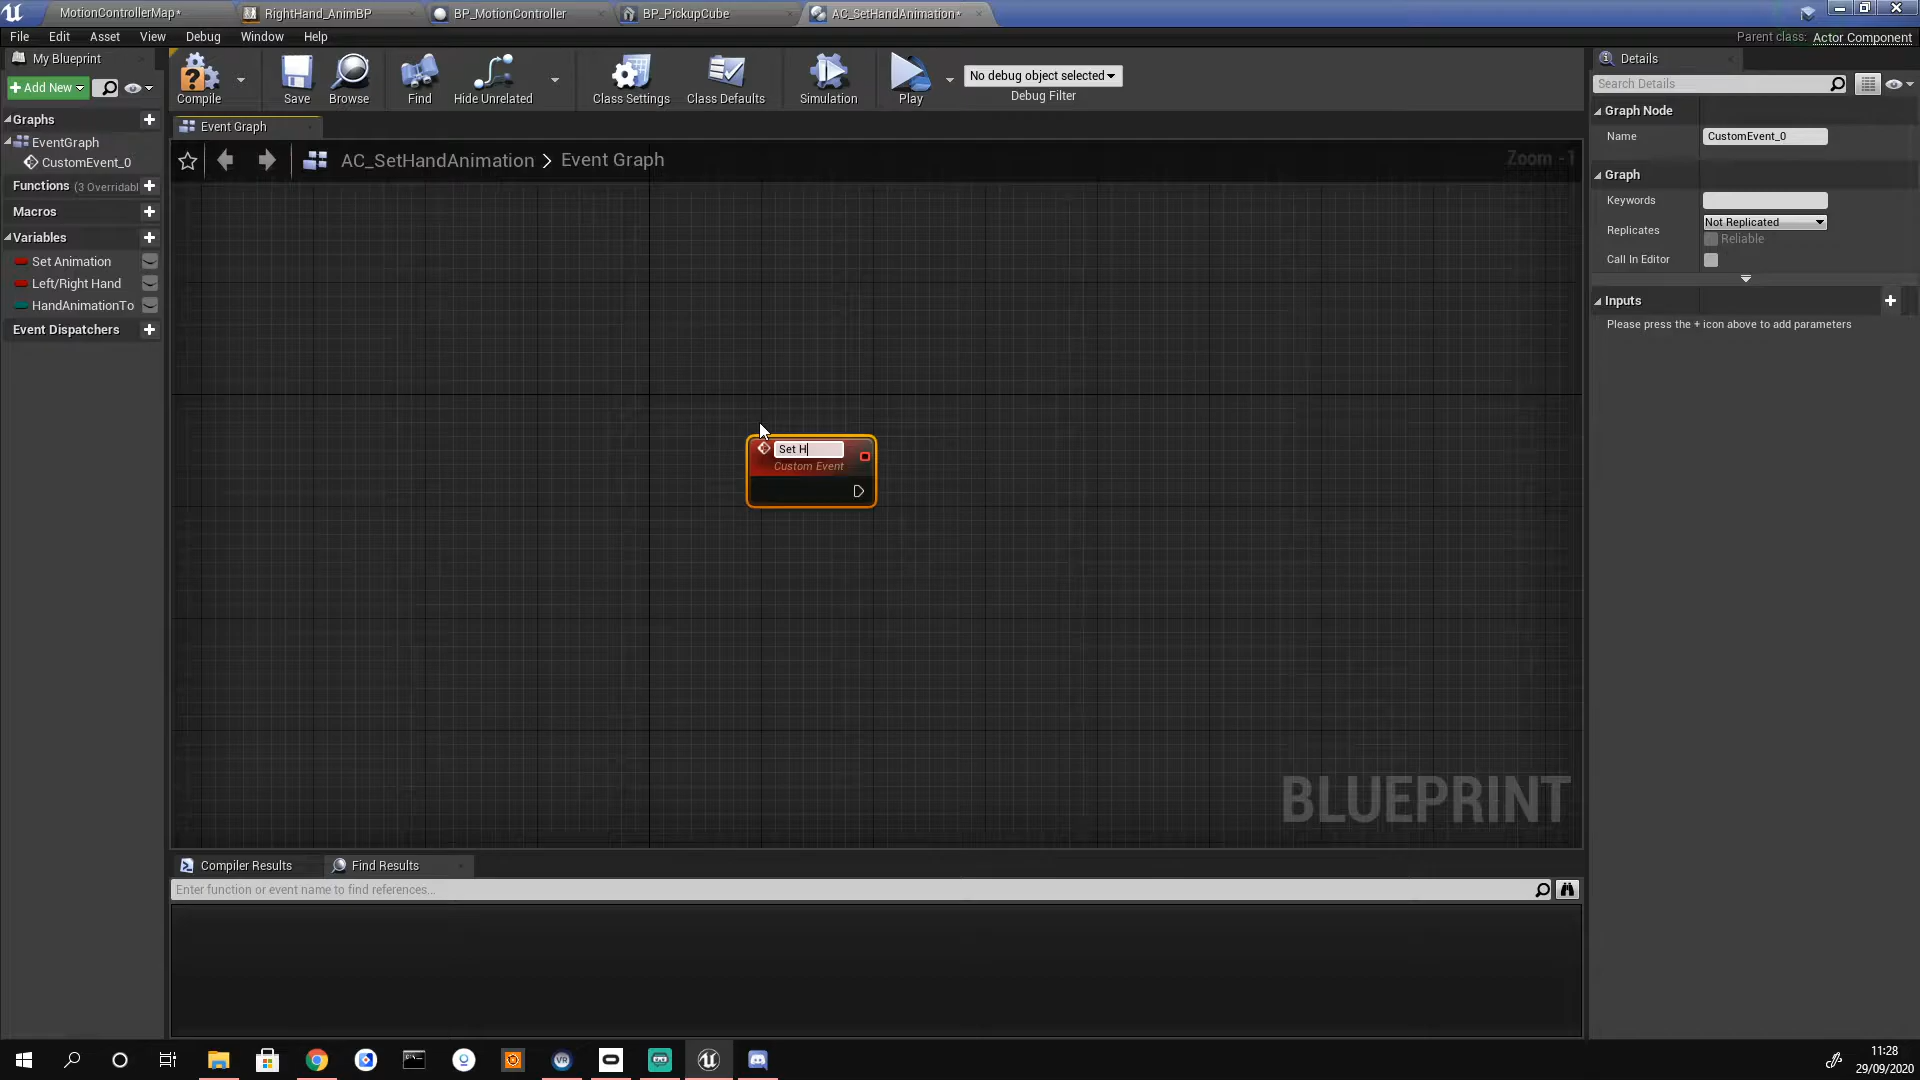 MotionControllerMap*
RightHand_AnimBP
BP_MotionController
BP_PickupCube
AC_SetHandAnimation*
File Edit Asset View Debug Window Help
Parent class: Actor Component
My Blueprint
Add New
Compile
Save
Browse
Find
Hide Unrelated
Class Settings
Class Defaults
Simulation
Play
No debug object selected
Debug Filter
Graphs
EventGraph
CustomEvent_0
Functions (3 Overridabl
Macros
Variables
Set Animation
Left/Right Hand
HandAnimationTo
Event Dispatchers
Event Graph
AC_SetHandAnimation > Event Graph
Zoom -1
Set H
Custom Event
BLUEPRINT
Compiler Results
Find Results
Enter function or event name to find references...
Details
Search Details
Graph Node
Name CustomEvent_0
Graph
Keywords
Replicates Not Replicated
Reliable
Call In Editor
Inputs
Please press the + icon above to add parameters
11:28
29/09/2020